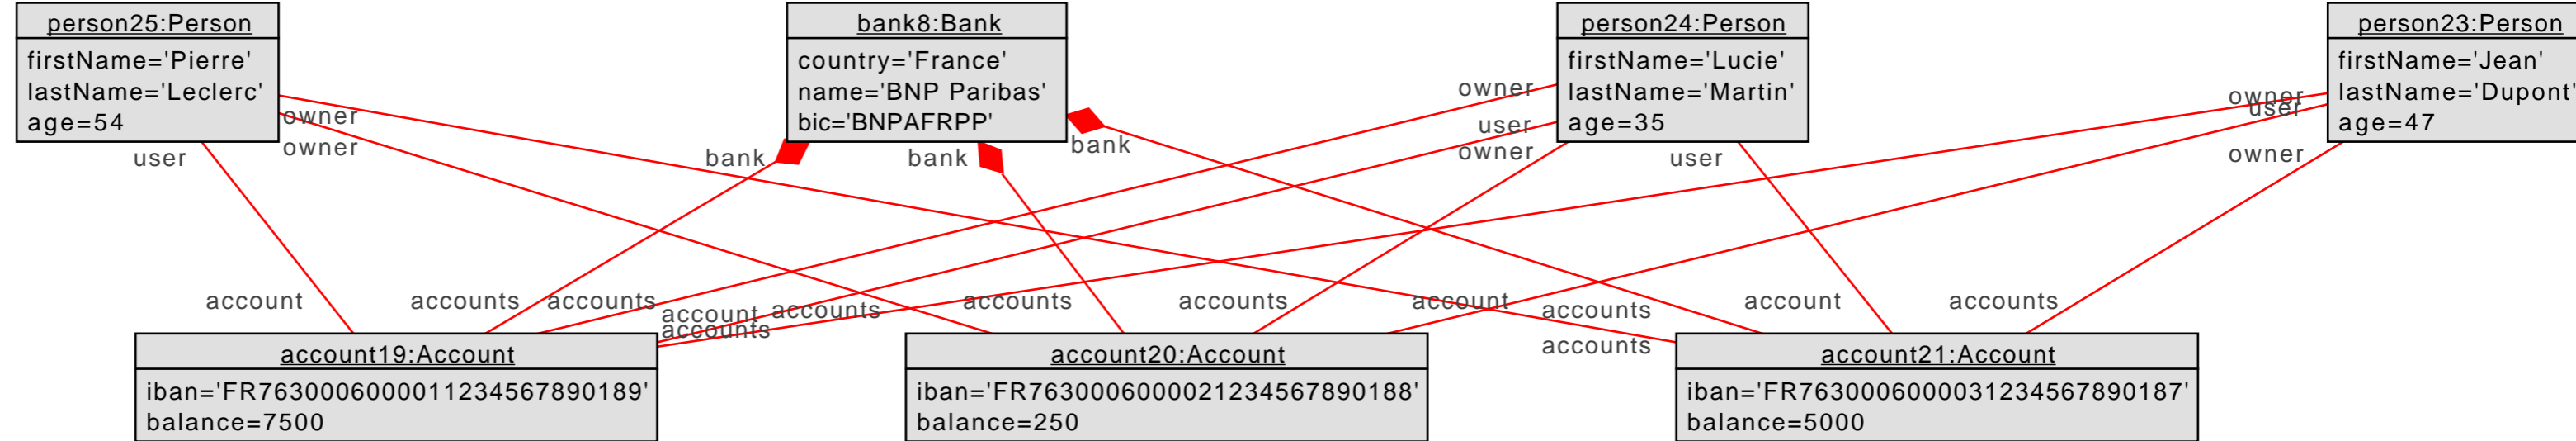 person25:Person
firstName='Pierre'
lastName='Leclerc'
age=54
bank8:Bank
country='France'
name='BNP Paribas'
bic='BNPAFRPP'
person24:Person
firstName='Lucie'
lastName='Martin'
age=35
person23:Person
firstName='Jean'
lastName='Dupont'
age=47
owner
owner
user
bank
bank
bank
owner
user
owner
user
owner
user
owner
account
accounts
accounts
account
accounts
accounts
accounts
accounts
account
accounts
accounts
account
accounts
account19:Account
iban='FR7630006000011234567890189'
balance=7500
account20:Account
iban='FR7630006000021234567890188'
balance=250
account21:Account
iban='FR7630006000031234567890187'
balance=5000